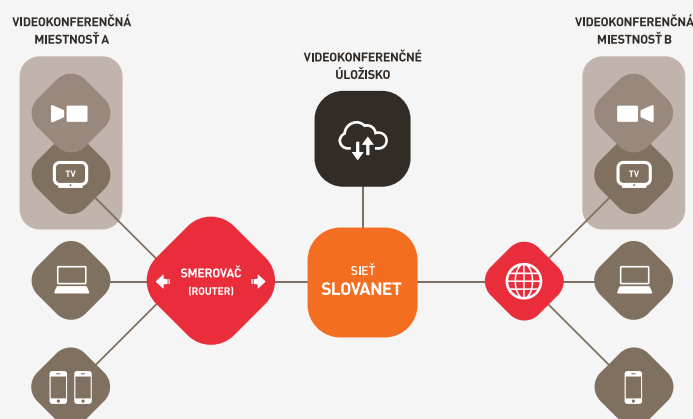 VIDEOKONFERENČNÁ
MIESTNOSŤ A
VIDEOKONFERENČNÉ
ÚLOŽISKO
VIDEOKONFERENČNÁ
MIESTNOSŤ B
TV
TV
SMEROVAČ
(ROUTER)
SIEŤ
SLOVANET